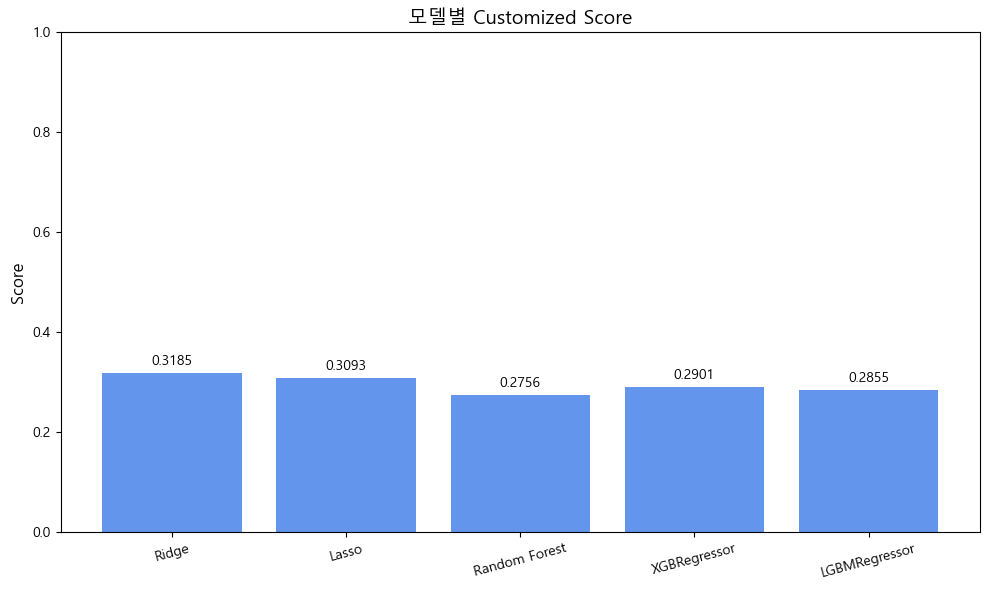 모델별 Customized Score
1.0
0.8
0.6
0.4
0.2
0.0
Score
0.3185
0.3093
0.2756
0.2901
0.2855
Ridge
Lasso
Random Forest
XGBRegressor
LGBMRegressor